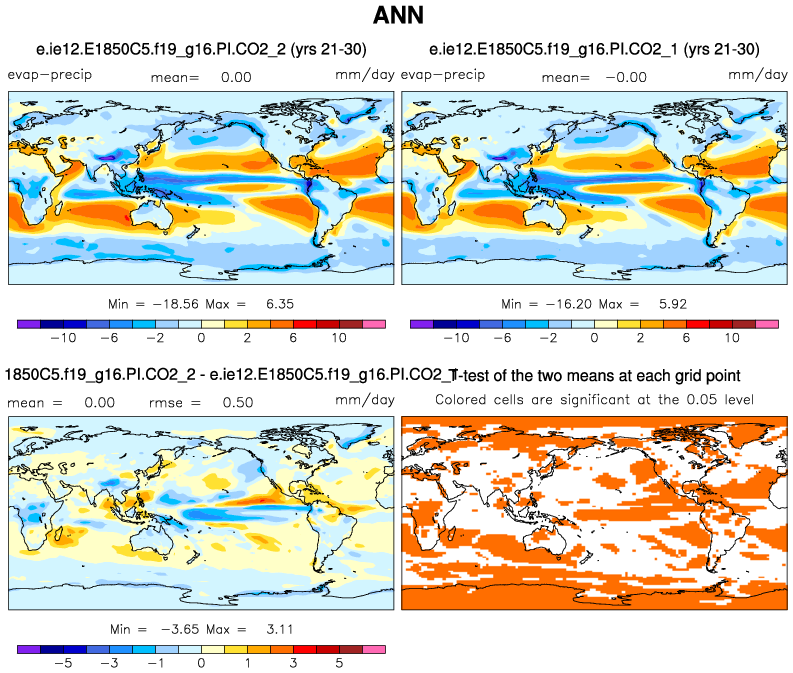 ANN
e.ie12.E1850C5.f19_g16.PI.CO2_2 (yrs 21-30)
e.ie12.E1850C5.f19_g16.PI.CO2_1 (yrs 21-30)
evap-precip mean= 0.00 mm/day
evap-precip mean= -0.00 mm/day
Min = -18.56 Max = 6.35
Min = -16.20 Max = 5.92
-10 -6 -2 0 2 6 10
-10 -6 -2 0 2 6 10
1850C5.f19_g16.PI.CO2_2 - e.ie12.E1850C5.f19_g16.PI.CO2_1
T-test of the two means at each grid point
mean = 0.00 rmse = 0.50 mm/day
Colored cells are significant at the 0.05 level
Min = -3.65 Max = 3.11
-5 -3 -1 0 1 3 5